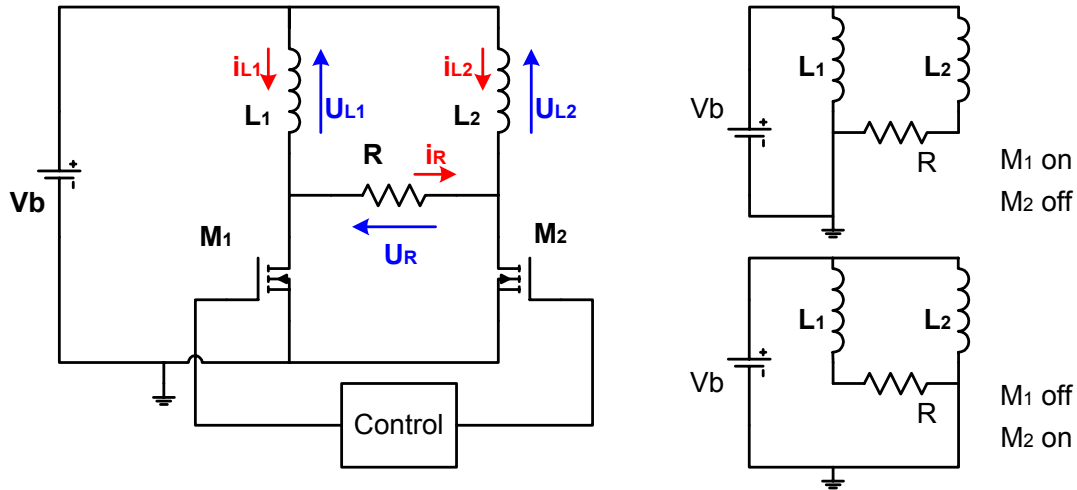 iL1
UL1
L1
iL2
UL2
L2
R
iR
UR
Vb
+
M1
M2
Control
L1
L2
Vb
+
R
M1 on
M2 off
L1
L2
Vb
+
R
M1 off
M2 on